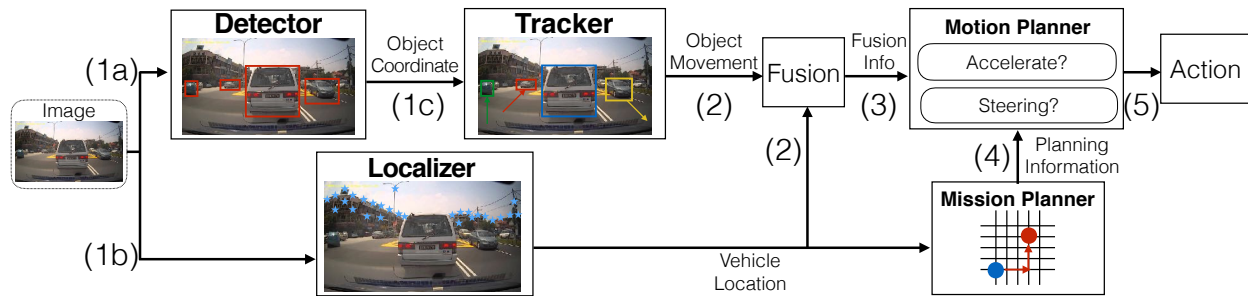 Detector
Tracker
Motion Planner
(1a)
Object
Coordinate
(1c)
Object
Movement
(2)
Fusion
Fusion
Info
(3)
Accelerate?
Steering?
(5)
Action
Image
Localizer
(2)
(4)
Planning
Information
Mission Planner
(1b)
Vehicle
Location